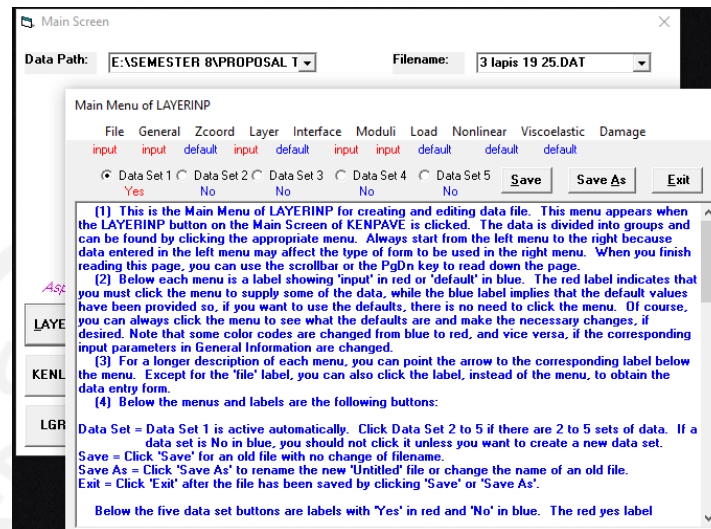 Main Screen
Data Path: E:\SEMESTER 8\PROPOSAL T Filename: 3 lapis 19 25.DAT
Main Menu of LAYERINP
File General Zcoord Layer Interface Moduli Load Nonlinear Viscoelastic Damage
input input default input default input input default default default
Data Set 1 Data Set 2 Data Set 3 Data Set 4 Data Set 5 Save Save As Exit
Yes No No No No
(1) This is the Main Menu of LAYERINP for creating and editing data file. This menu appears when
the LAYERINP button on the Main Screen of KENPAVE is clicked. The data is divided into groups and
can be found by clicking the appropriate menu. Always start from the left menu to the right because
data entered in the left menu may affect the type of form to be used in the right menu. When you finish
reading this page, you can use the scrollbar or the PgDn key to read down the page.
(2) Below each menu is a label showing 'input' in red or 'default' in blue. The red label indicates that
you must click the menu to supply some of the data, while the blue label implies that the default values
have been provided so, if you want to use the defaults, there is no need to click the menu. Of course,
you can always click the menu to see what the defaults are and make the necessary changes, if
desired. Note that some color codes are changed from blue to red, and vice versa, if the corresponding
input parameters in General Information are changed.
(3) For a longer description of each menu, you can point the arrow to the corresponding label below
the menu. Except for the 'file' label, you can also click the label, instead of the menu, to obtain the
data entry form.
(4) Below the menus and labels are the following buttons:
Data Set = Data Set 1 is active automatically. Click Data Set 2 to 5 if there are 2 to 5 sets of data. If a
data set is No in blue, you should not click it unless you want to create a new data set.
Save = Click 'Save' for an old file with no change of filename.
Save As = Click 'Save As' to rename the new 'Untitled' file or change the name of an old file.
Exit = Click 'Exit' after the file has been saved by clicking 'Save' or 'Save As'.
Below the five data set buttons are labels with 'Yes' in red and 'No' in blue. The red yes label
Asp
LAYE
KENL
LGR